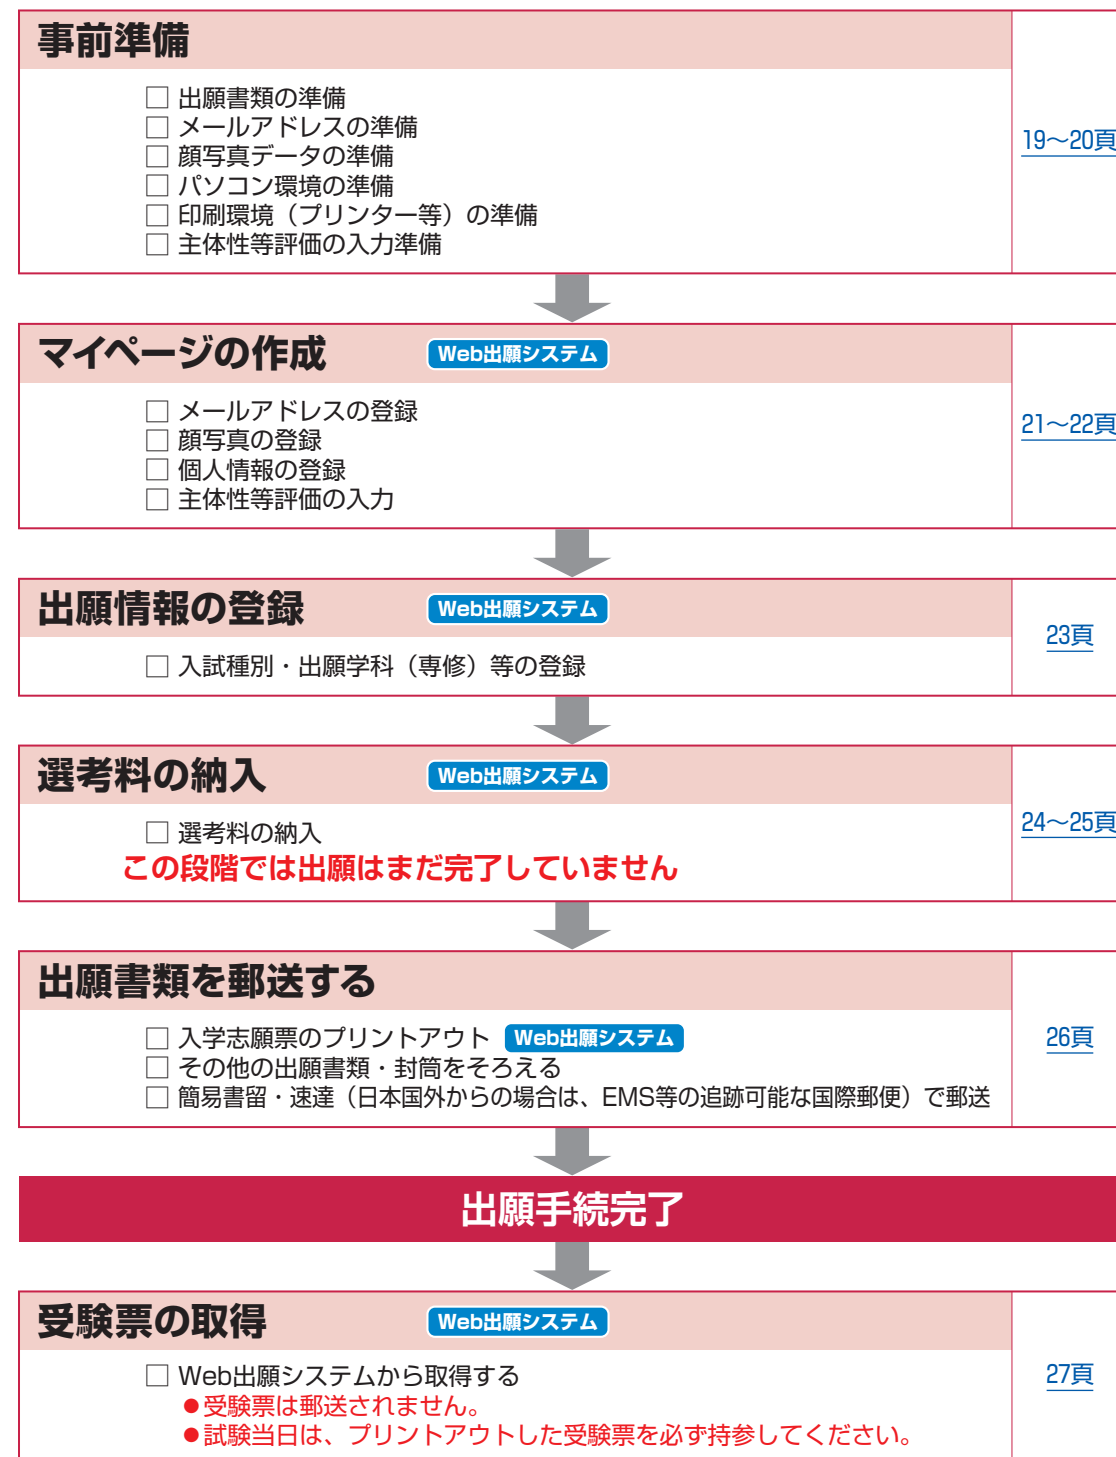 事前準備
□ 出願書類の準備
□ メールアドレスの準備
□ 顔写真データの準備
□ パソコン環境の準備
□ 印刷環境（プリンター等）の準備
□ 主体性等評価の入力準備
19～20頁
マイページの作成 Web出願システム
□ メールアドレスの登録
□ 顔写真の登録
□ 個人情報の登録
□ 主体性等評価の入力
21～22頁
出願情報の登録 Web出願システム
□ 入試種別・出願学科（専修）等の登録
23頁
選考料の納入 Web出願システム
□ 選考料の納入
この段階では出願はまだ完了していません
24～25頁
出願書類を郵送する
□ 入学志願票のプリントアウト Web出願システム
□ その他の出願書類・封筒をそろえる
□ 簡易書留・速達（日本国外からの場合は、EMS等の追跡可能な国際郵便）で郵送
26頁
出願手続完了
受験票の取得 Web出願システム
□ Web出願システムから取得する
●受験票は郵送されません。
●試験当日は、プリントアウトした受験票を必ず持参してください。
27頁